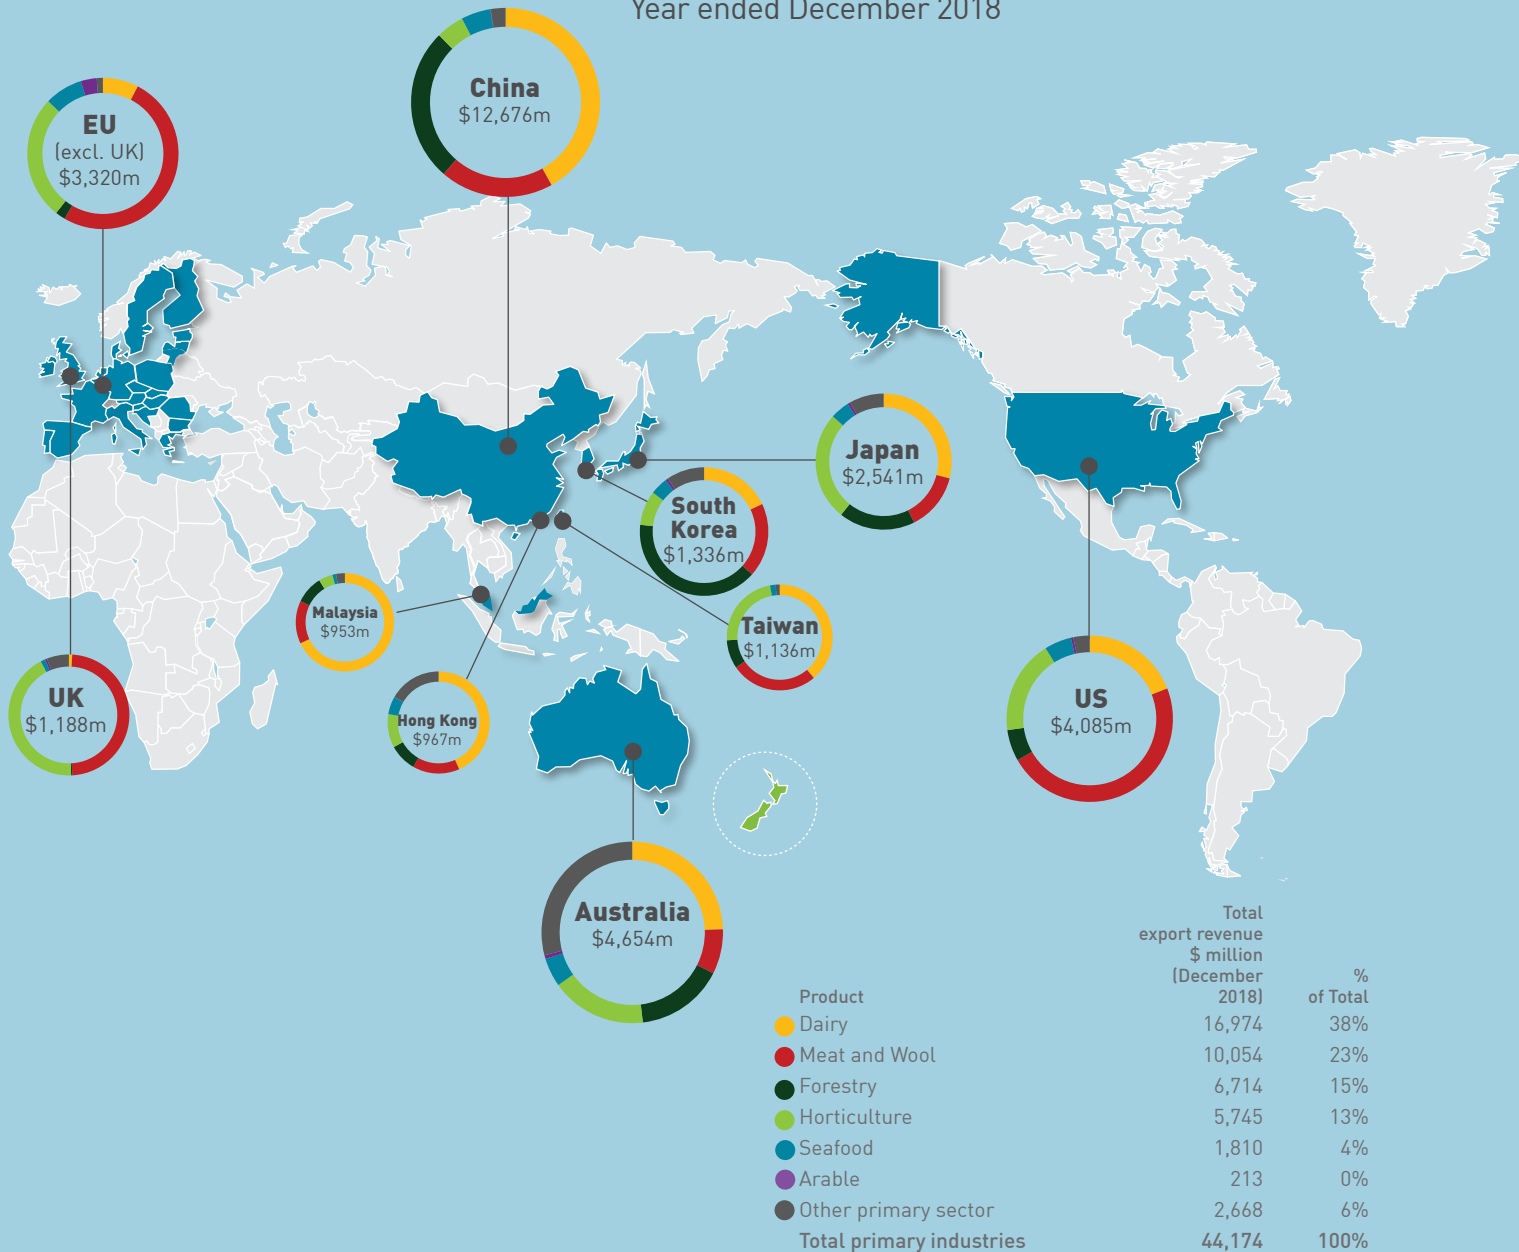 Year ended December 2018
China
$12,676m
EU
(excl. UK)
$3,320m
Japan
$2,541m
South
Korea
$1,336m
Malaysia
$953m
Taiwan
$1,136m
UK
$1,188m
Hong Kong
$967m
US
$4,085m
Australia
$4,654m
Total
export revenue
$ million
(December %
Product 2018) of Total
Dairy 16,974 38%
Meat and Wool 10,054 23%
Forestry 6,714 15%
Horticulture 5,745 13%
Seafood 1,810 4%
Arable 213 0%
Other primary sector 2,668 6%
Total primary industries 44,174 100%